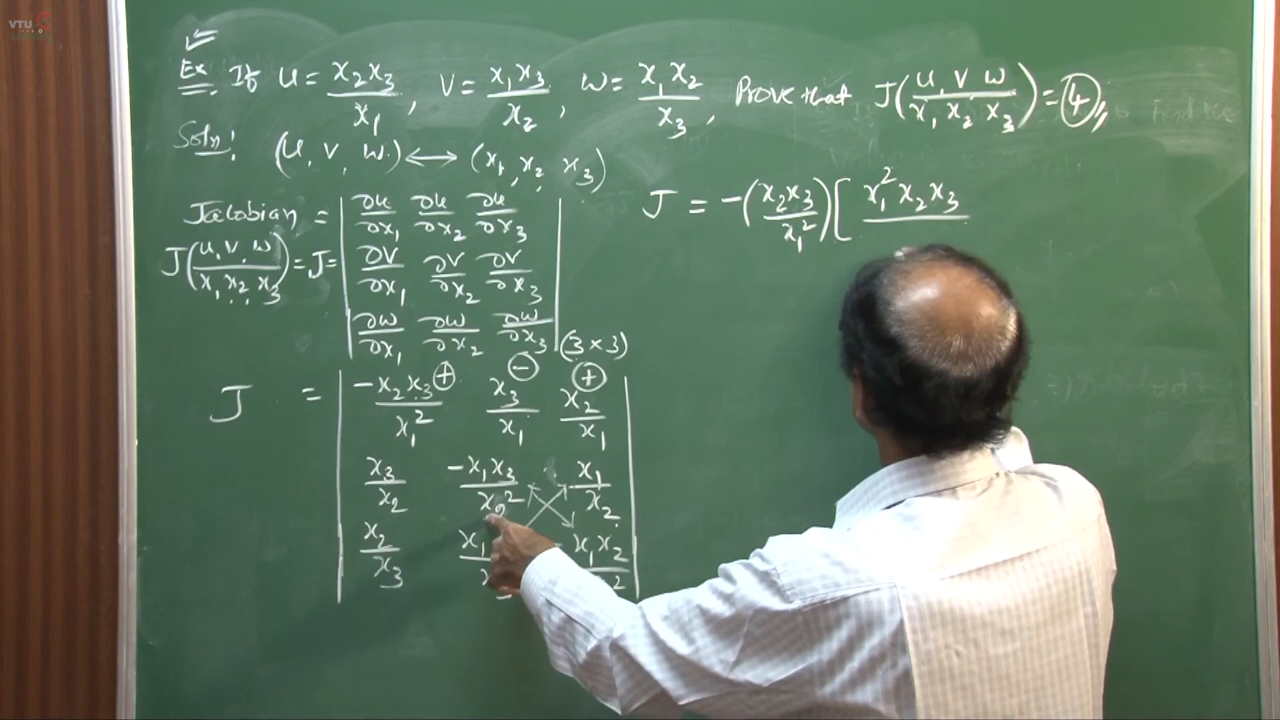 VTU
Ex. If u = x₂x₃/x₁, v = x₁x₃/x₂, w = x₁x₂/x₃, Prove that J(u, v w / x₁ x₂ x₃) = 4
Soln: (u, v, w) ↔ (x₁, x₂, x₃)
Jacobian = | ∂u/∂x₁ ∂u/∂x₂ ∂u/∂x₃ |
J(u, v, w / x₁, x₂, x₃) = J = | ∂v/∂x₁ ∂v/∂x₂ ∂v/∂x₃ |
| ∂w/∂x₁ ∂w/∂x₂ ∂w/∂x₃ | (3 × 3)
J = | -x₂x₃/x₁² + x₃/x₁ - x₂/x₁ + |
| x₃/x₂ -x₁x₃/x₂² x₁/x₂ |
| x₂/x₃ x₁ x₁x₂ |
J = -(x₂x₃/x₁²)[ x₁²x₂x₃